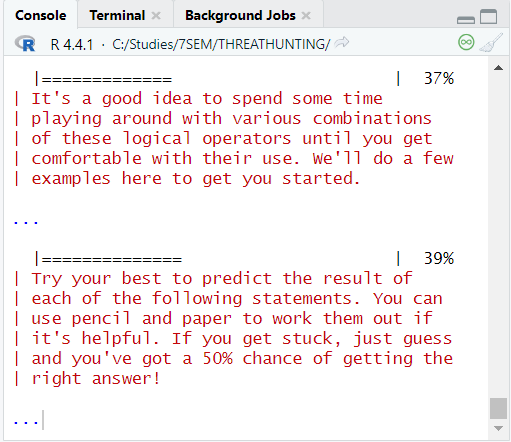 Console Terminal × Background Jobs ×
R 4.4.1 · C:/Studies/7SEM/THREATHUNTING/
|============= | 37%
| It's a good idea to spend some time
| playing around with various combinations
| of these logical operators until you get
| comfortable with their use. We'll do a few
| examples here to get you started.
...
|============== | 39%
| Try your best to predict the result of
| each of the following statements. You can
| use pencil and paper to work them out if
| it's helpful. If you get stuck, just guess
| and you've got a 50% chance of getting the
| right answer!
...